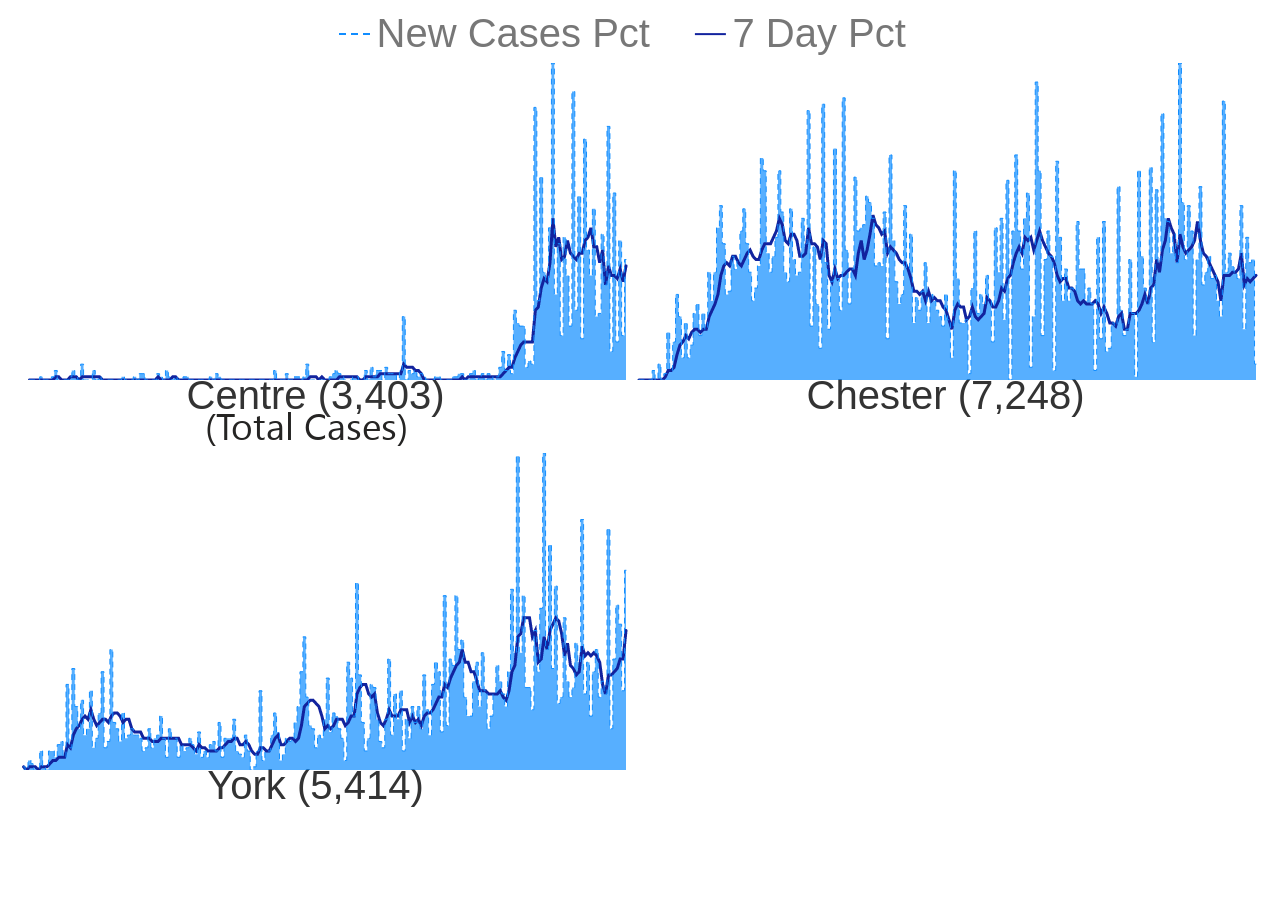 New Cases Pct 7 Day Pct
Centre (3,403) Chester (7,248)
(Total Cases)
York (5,414)